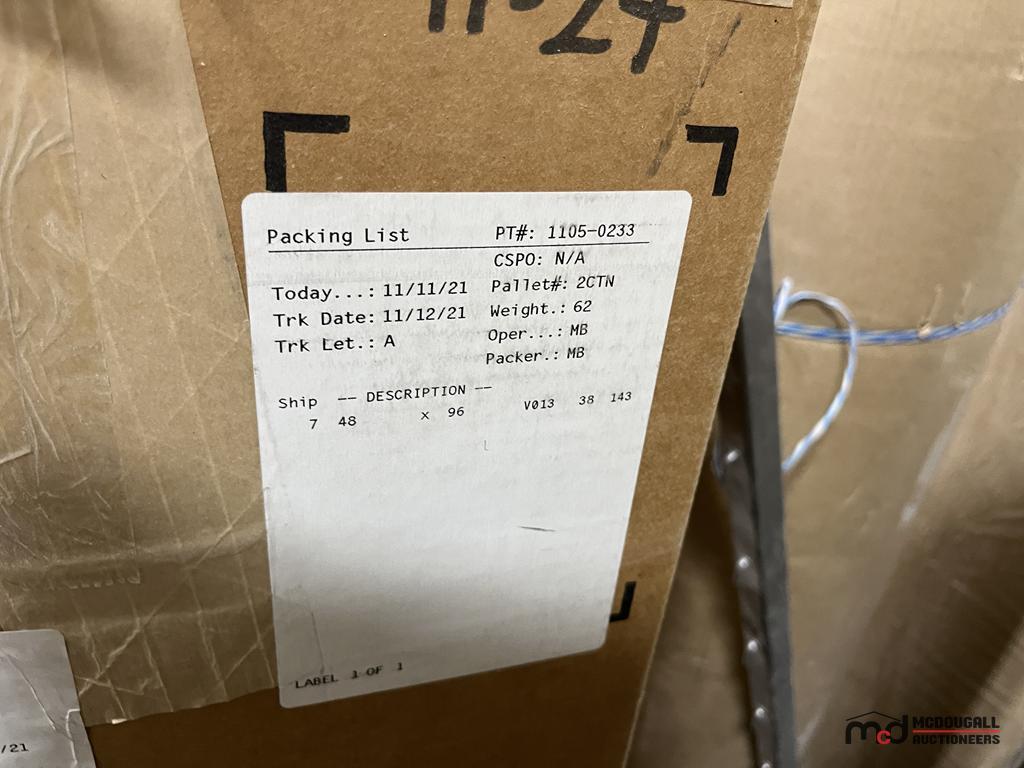 24
Packing List PT#: 1105-0233
CSPO: N/A
Today...: 11/11/21 Pallet#: 2CTN
Trk Date: 11/12/21 Weight.: 62
Trk Let.: A Oper...: MB
Packer.: MB
Ship -- DESCRIPTION --
7 48 x 96 V013 38 143
LABEL 1 OF 1
/21
mcd MCDOUGALL
AUCTIONEERS